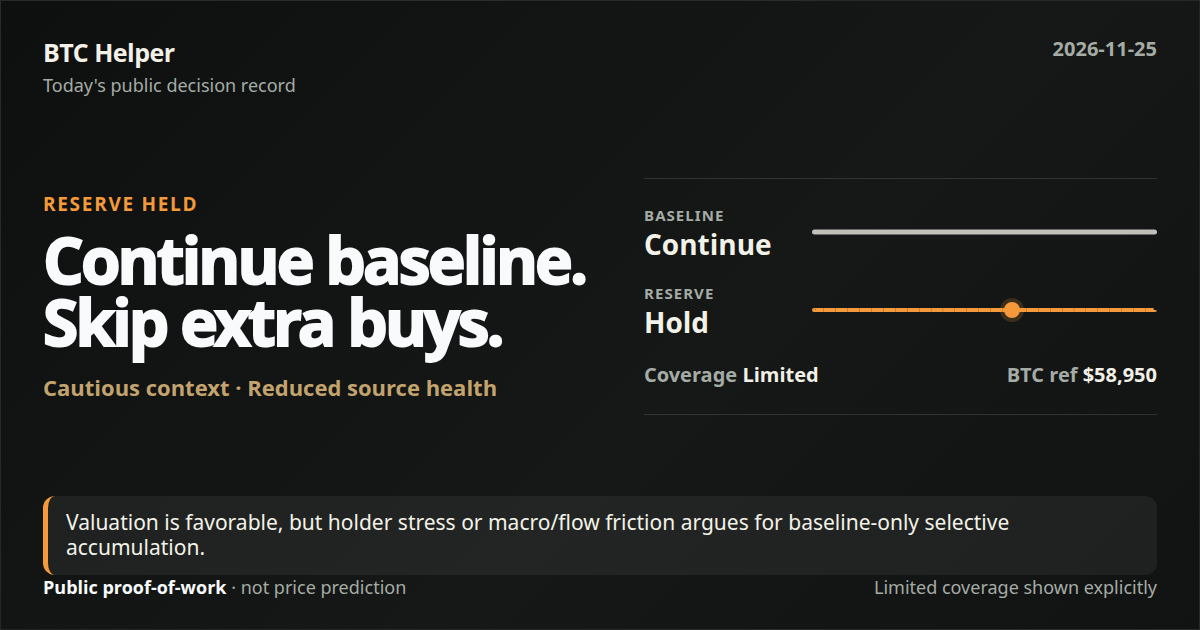 BTC Helper
Today's public decision record
2026-11-25
RESERVE HELD
Continue baseline.
Skip extra buys.
Cautious context · Reduced source health
BASELINE
Continue
RESERVE
Hold
Coverage Limited
BTC ref $58,950
Valuation is favorable, but holder stress or macro/flow friction argues for baseline-only selective
accumulation.
Public proof-of-work · not price prediction
Limited coverage shown explicitly